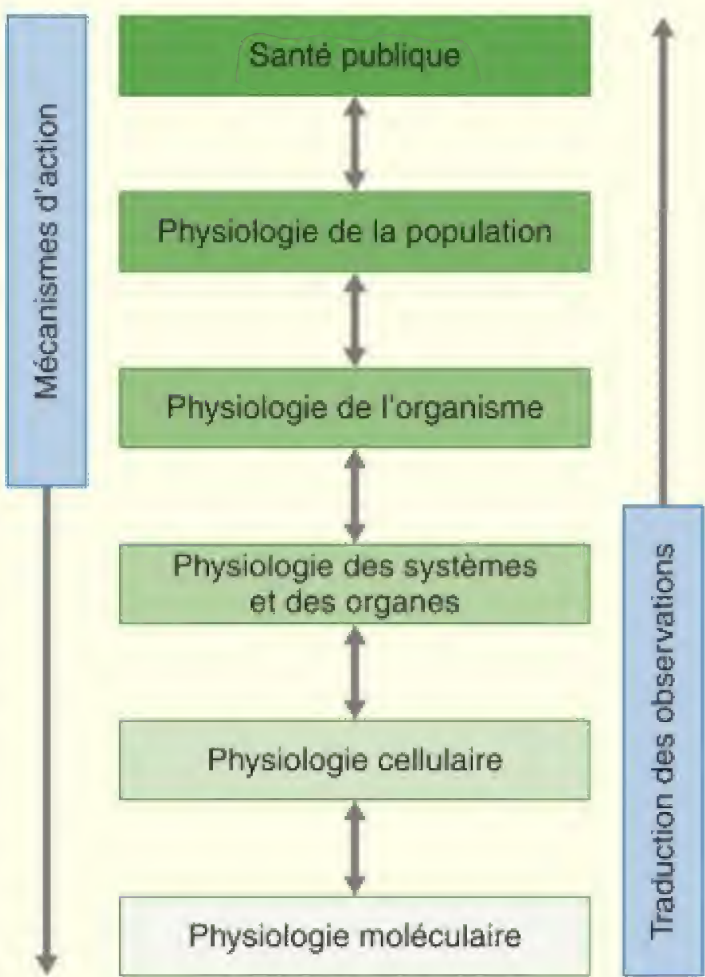 Santé publique
Mécanismes d'action
Physiologie de la population
Physiologie de l'organisme
Physiologie des systèmes
et des organes
Traduction des observations
Physiologie cellulaire
Physiologie moléculaire